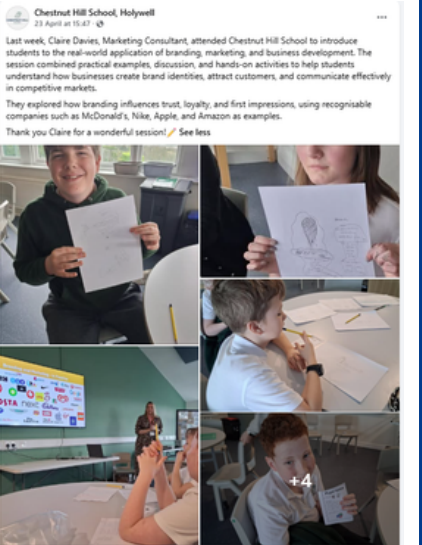 Chestnut Hill School, Holywell
23 April at 15:47 ·
Last week, Claire Davies, Marketing Consultant, attended Chestnut Hill School to introduce
students to the real-world application of branding, marketing, and business development. The
session combined practical examples, discussion, and hands-on activities to help students
understand how businesses create brand identities, attract customers, and communicate effectively
in competitive markets.
They explored how branding influences trust, loyalty, and first impressions, using recognisable
companies such as McDonald's, Nike, Apple, and Amazon as examples.
Thank you Claire for a wonderful session! See less
OSTA next
+4